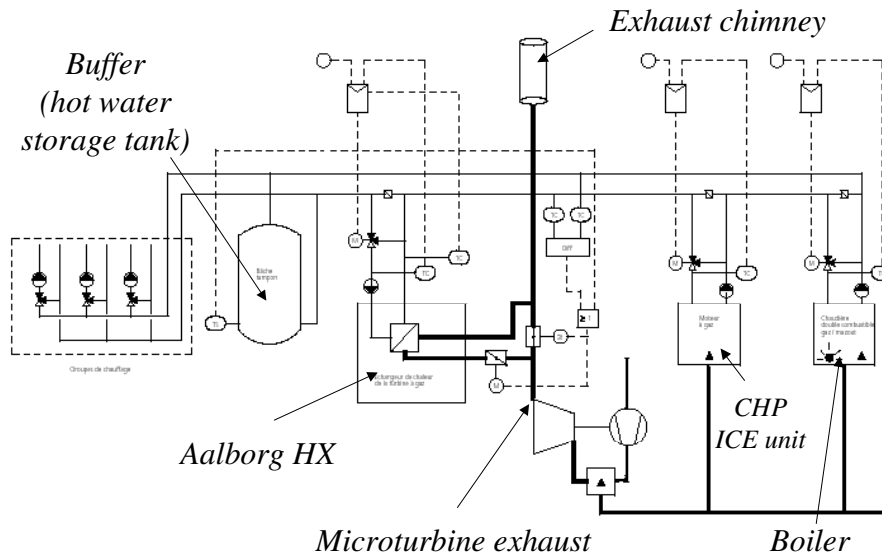 Exhaust chimney
Buffer
(hot water
storage tank)
TC
TC
M
TC
TC
DIFF
M
TC
M
Bâche
tampon
TS
M
≥ 1
Moteur
à gaz
Chaudière
double combustible
gaz / mazout
Groupes de chauffage
Echangeur de chaleur
de la turbine à gaz
M
CHP
ICE unit
Aalborg HX
Microturbine exhaust
Boiler